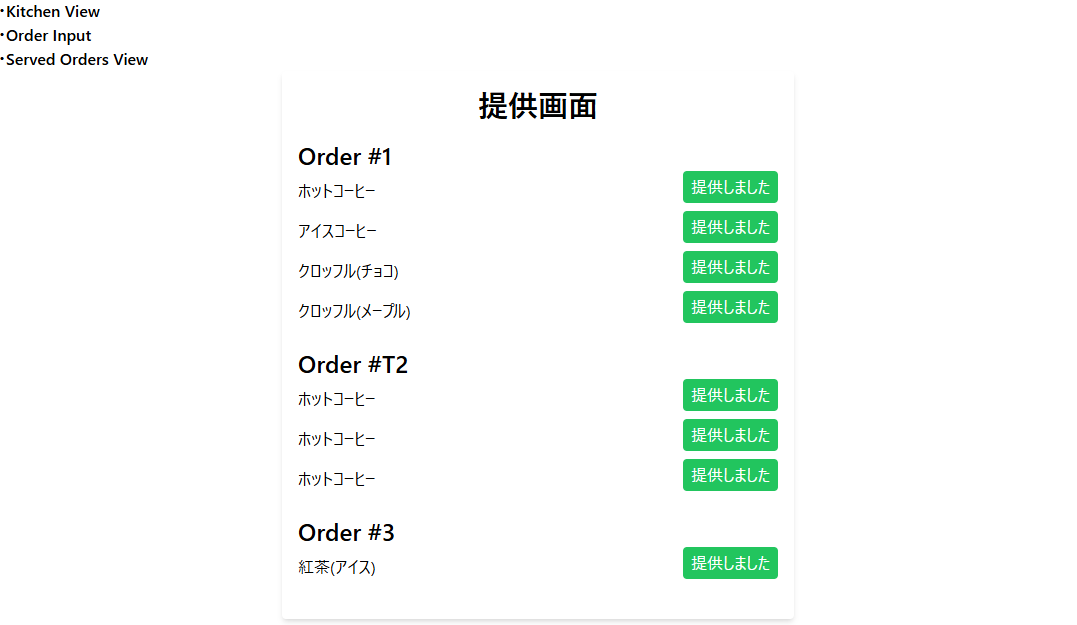 ・Kitchen View
・Order Input
・Served Orders View
提供画面
Order #1
ホットコーヒー 提供しました
アイスコーヒー 提供しました
クロッフル(チョコ) 提供しました
クロッフル(メープル) 提供しました
Order #T2
ホットコーヒー 提供しました
ホットコーヒー 提供しました
ホットコーヒー 提供しました
Order #3
紅茶(アイス) 提供しました